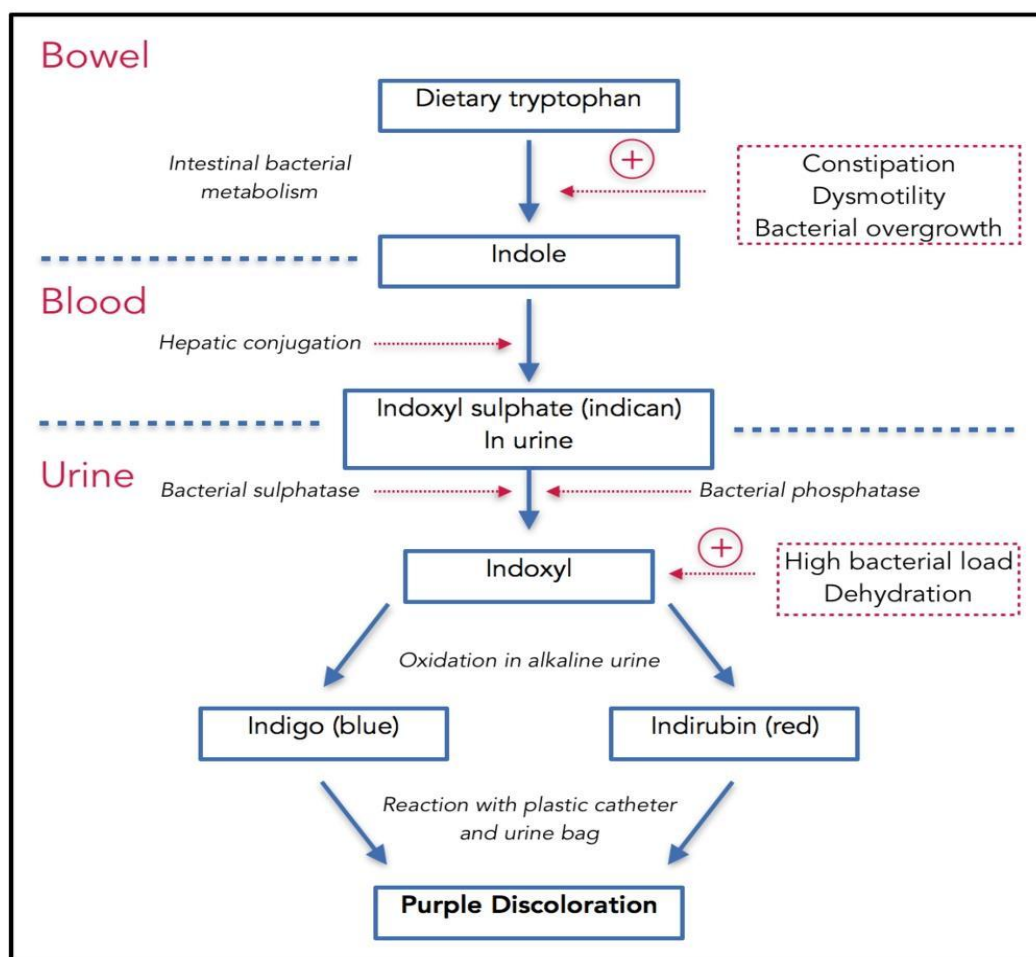 Bowel
Dietary tryptophan
Intestinal bacterial
metabolism
+
Constipation
Dysmotility
Bacterial overgrowth
Indole
Blood
Hepatic conjugation
Indoxyl sulphate (indican)
In urine
Urine
Bacterial sulphatase
Bacterial phosphatase
+
Indoxyl
High bacterial load
Dehydration
Oxidation in alkaline urine
Indigo (blue)
Indirubin (red)
Reaction with plastic catheter
and urine bag
Purple Discoloration